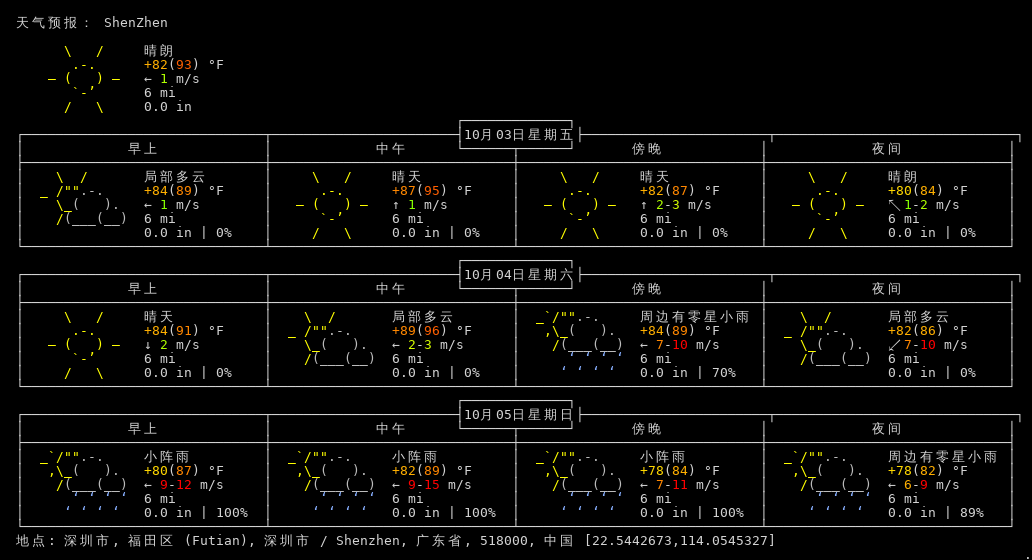 天气预报： ShenZhen
晴朗
+82(93) °F
← 1 m/s
6 mi
0.0 in
10月03日星期五
早上 中午 傍晚 夜间
局部多云 晴天 晴天 晴朗
+84(89) °F +87(95) °F +82(87) °F +80(84) °F
← 1 m/s ↑ 1 m/s ↑ 2-3 m/s ↖ 1-2 m/s
6 mi 6 mi 6 mi 6 mi
0.0 in | 0% 0.0 in | 0% 0.0 in | 0% 0.0 in | 0%
10月04日星期六
早上 中午 傍晚 夜间
晴天 局部多云 周边有零星小雨 局部多云
+84(91) °F +89(96) °F +84(89) °F +82(86) °F
↓ 2 m/s ← 2-3 m/s ← 7-10 m/s ↙ 7-10 m/s
6 mi 6 mi 6 mi 6 mi
0.0 in | 0% 0.0 in | 0% 0.0 in | 70% 0.0 in | 0%
10月05日星期日
早上 中午 傍晚 夜间
小阵雨 小阵雨 小阵雨 周边有零星小雨
+80(87) °F +82(89) °F +78(84) °F +78(82) °F
← 9-12 m/s ← 9-15 m/s ← 7-11 m/s ← 6-9 m/s
6 mi 6 mi 6 mi 6 mi
0.0 in | 100% 0.0 in | 100% 0.0 in | 100% 0.0 in | 89%
地点: 深圳市, 福田区 (Futian), 深圳市 / Shenzhen, 广东省, 518000, 中国 [22.5442673,114.0545327]